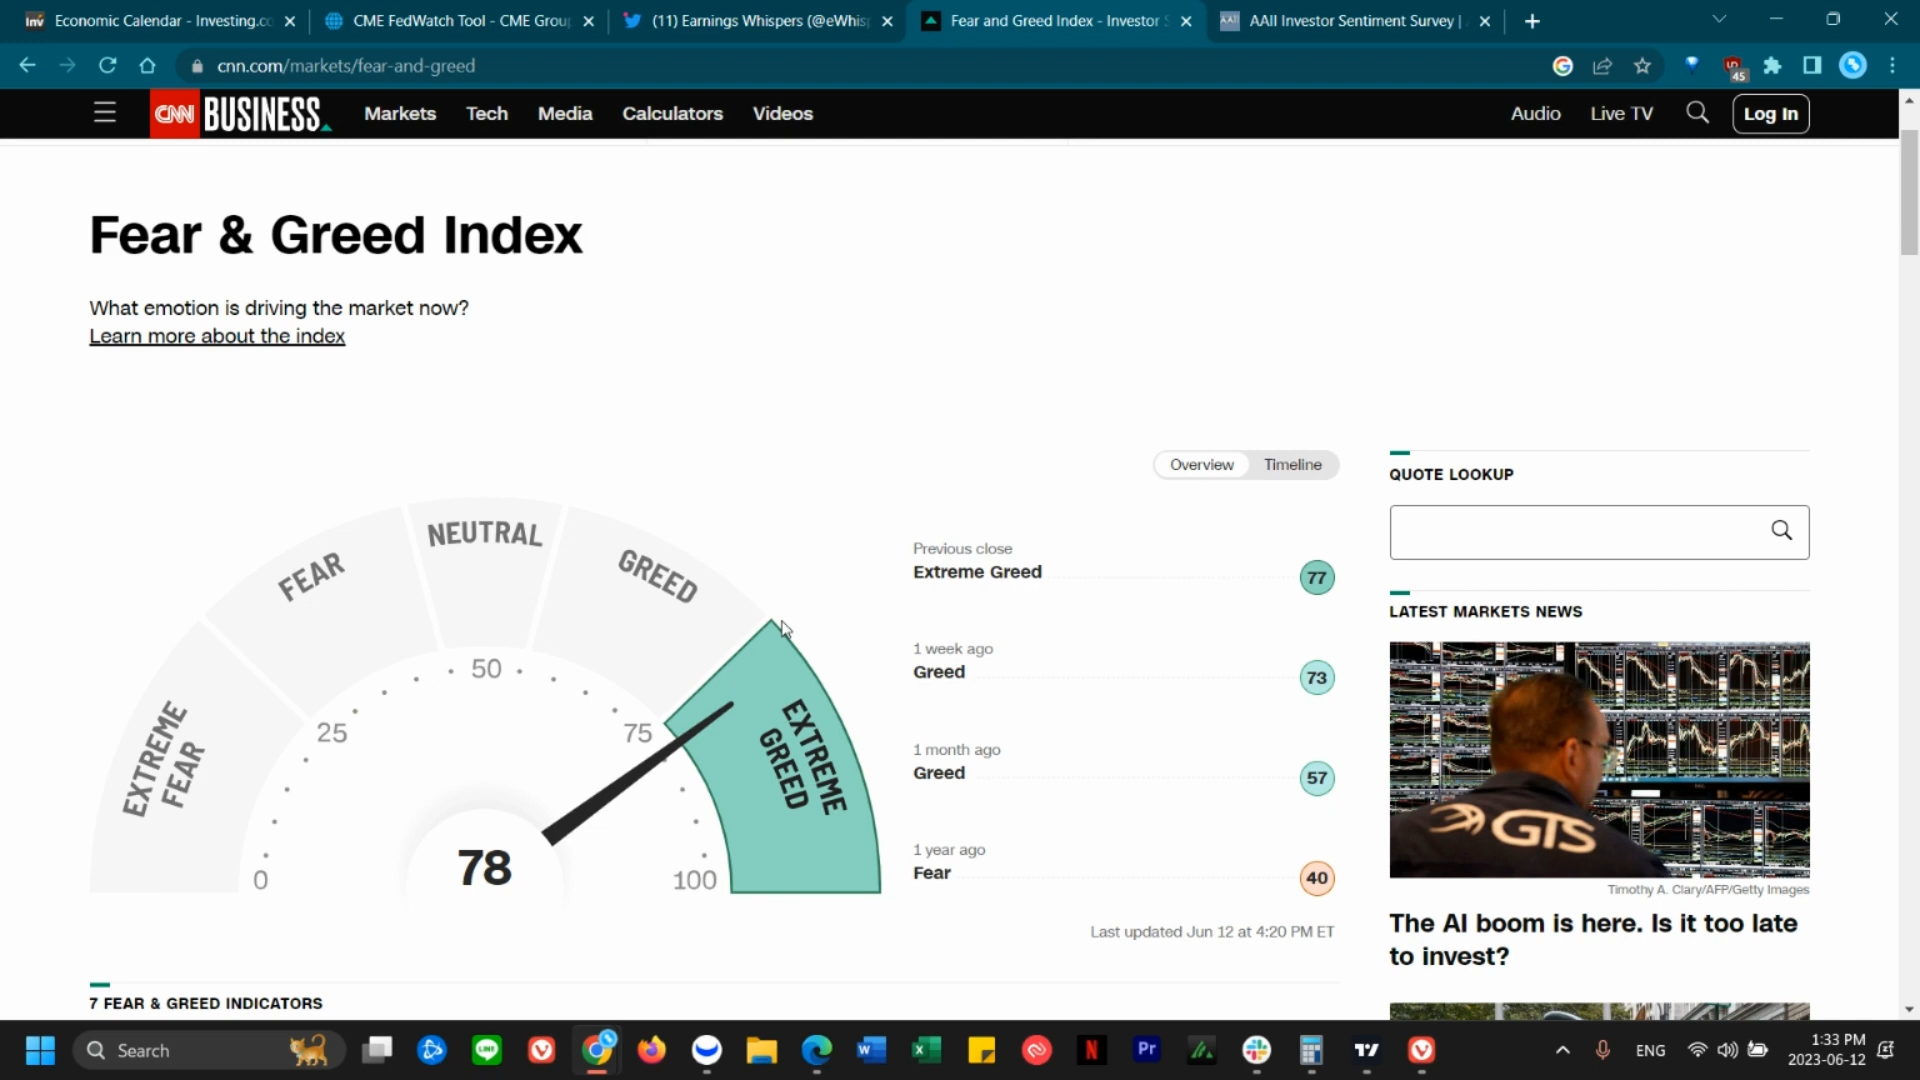 Economic Calendar - Investing.co
CME FedWatch Tool - CME Grou
(11) Earnings Whispers (@eWhis
Fear and Greed Index - Investor S
AAII Investor Sentiment Survey |
cnn.com/markets/fear-and-greed
45
CNN BUSINESS
Markets
Tech
Media
Calculators
Videos
Audio
Live TV
Log In
Fear & Greed Index
What emotion is driving the market now?
Learn more about the index
Overview
Timeline
EXTREME
FEAR
FEAR
NEUTRAL
GREED
EXTREME
GREED
0
25
50
75
100
78
Previous close
Extreme Greed
77
1 week ago
Greed
73
1 month ago
Greed
57
1 year ago
Fear
40
Last updated Jun 12 at 4:20 PM ET
QUOTE LOOKUP
LATEST MARKETS NEWS
GTS
Timothy A. Clary/AFP/Getty Images
The AI boom is here. Is it too late
to invest?
7 FEAR & GREED INDICATORS
Search
ENG
1:33 PM
2023-06-12